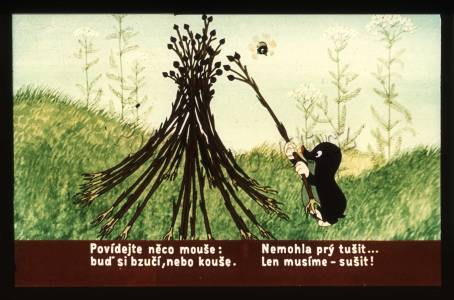 Povídejte něco mouše:
buď si bzučí, nebo kouše.
Nemohla prý tušit...
Len musíme - sušit!